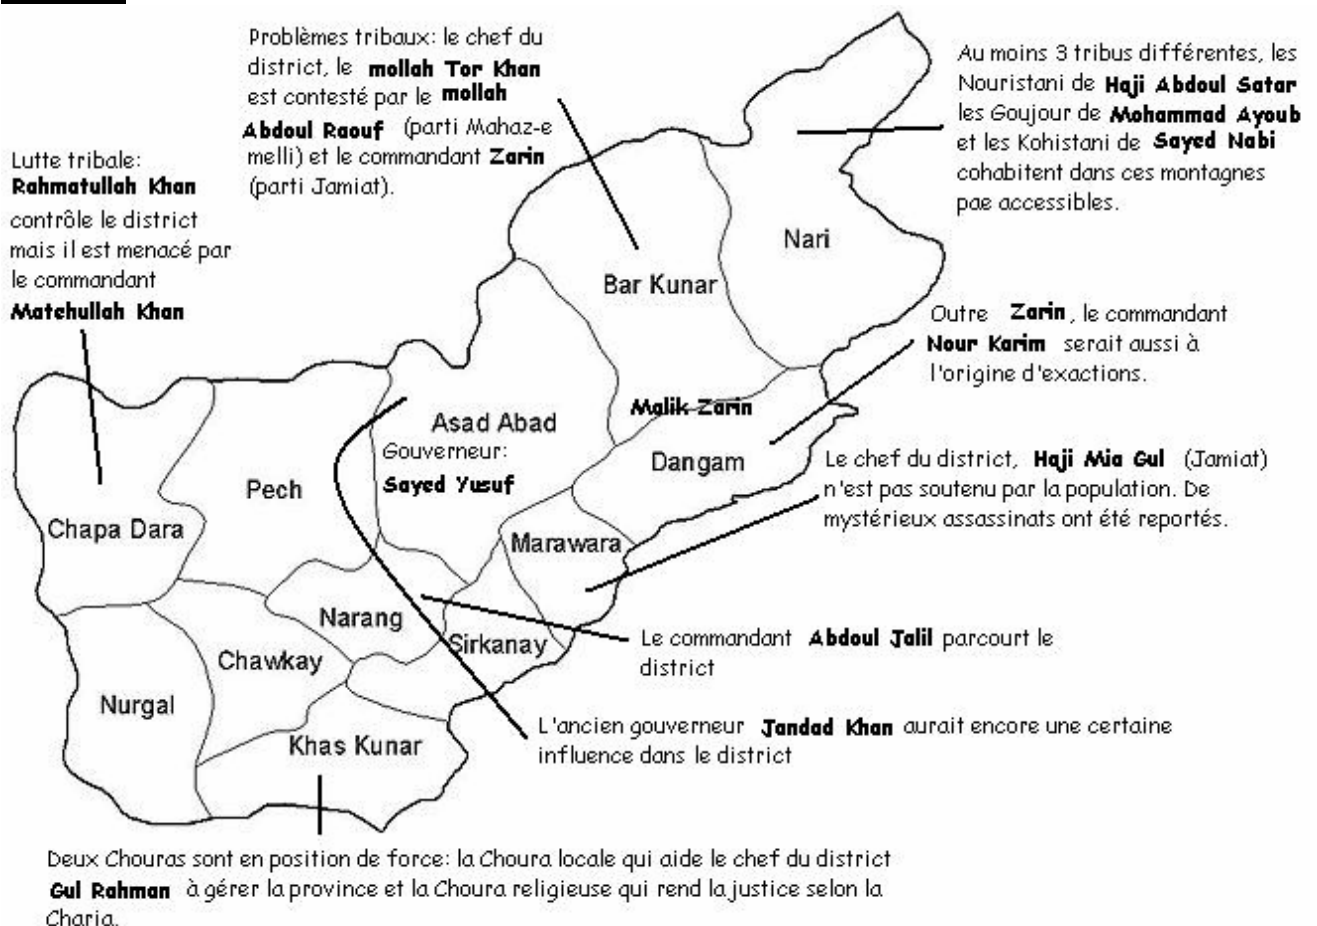 Problèmes tribaux: le chef du
district, le mollah Tor Khan
est contesté par le mollah
Abdoul Raouf (parti Mahaz-e
melli) et le commandant Zarin
(parti Jamiat).
Au moins 3 tribus différentes, les
Nouristani de Haji Abdoul Satar
les Goujour de Mohammad Ayoub
et les Kohistani de Sayed Nabi
cohabitent dans ces montagnes
pae accessibles.
Lutte tribale:
Rahmatullah Khan
contrôle le district
mais il est menacé par
le commandant
Matehullah Khan
Nari
Bar Kunar
Outre Zarin, le commandant
Nour Karim serait aussi à
l'origine d'exactions.
Malik Zarin
Asad Abad
Gouverneur:
Sayed Yusuf
Dangam
Le chef du district, Haji Mia Gul (Jamiat)
n'est pas soutenu par la population. De
mystérieux assassinats ont été reportés.
Pech
Chapa Dara
Marawara
Narang
Sirkanay
Le commandant Abdoul Jalil parcourt le
district
Chawkay
Nurgal
L'ancien gouverneur Jandad Khan aurait encore une certaine
influence dans le district
Khas Kunar
Deux Chouras sont en position de force: la Choura locale qui aide le chef du district
Gul Rahman à gérer la province et la Choura religieuse qui rend la justice selon la
Charia.